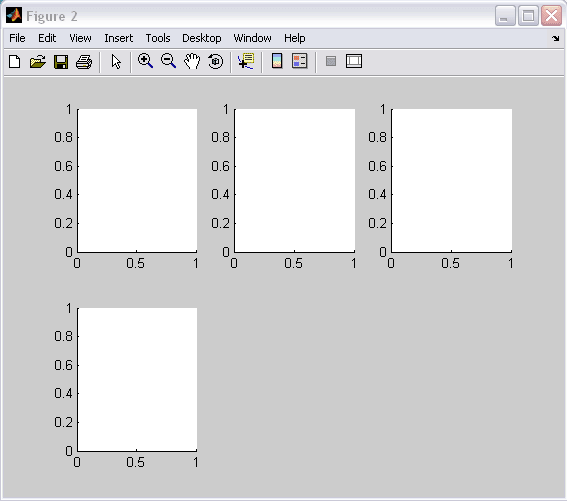 Figure 2
File Edit View Insert Tools Desktop Window Help
1 1 1
0.8 0.8 0.8
0.6 0.6 0.6
0.4 0.4 0.4
0.2 0.2 0.2
0 0 0
0 0.5 1 0 0.5 1 0 0.5 1
1
0.8
0.6
0.4
0.2
0
0 0.5 1